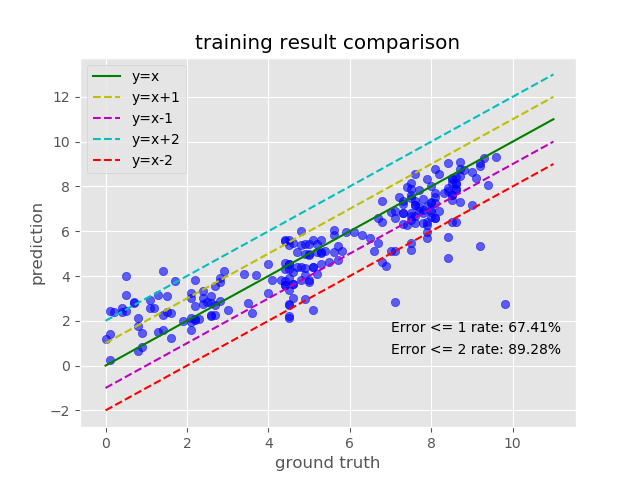 training result comparison
y=x
y=x+1
y=x-1
y=x+2
y=x-2
12
10
8
6
4
2
0
−2
prediction
Error <= 1 rate: 67.41%
Error <= 2 rate: 89.28%
0 2 4 6 8 10
ground truth